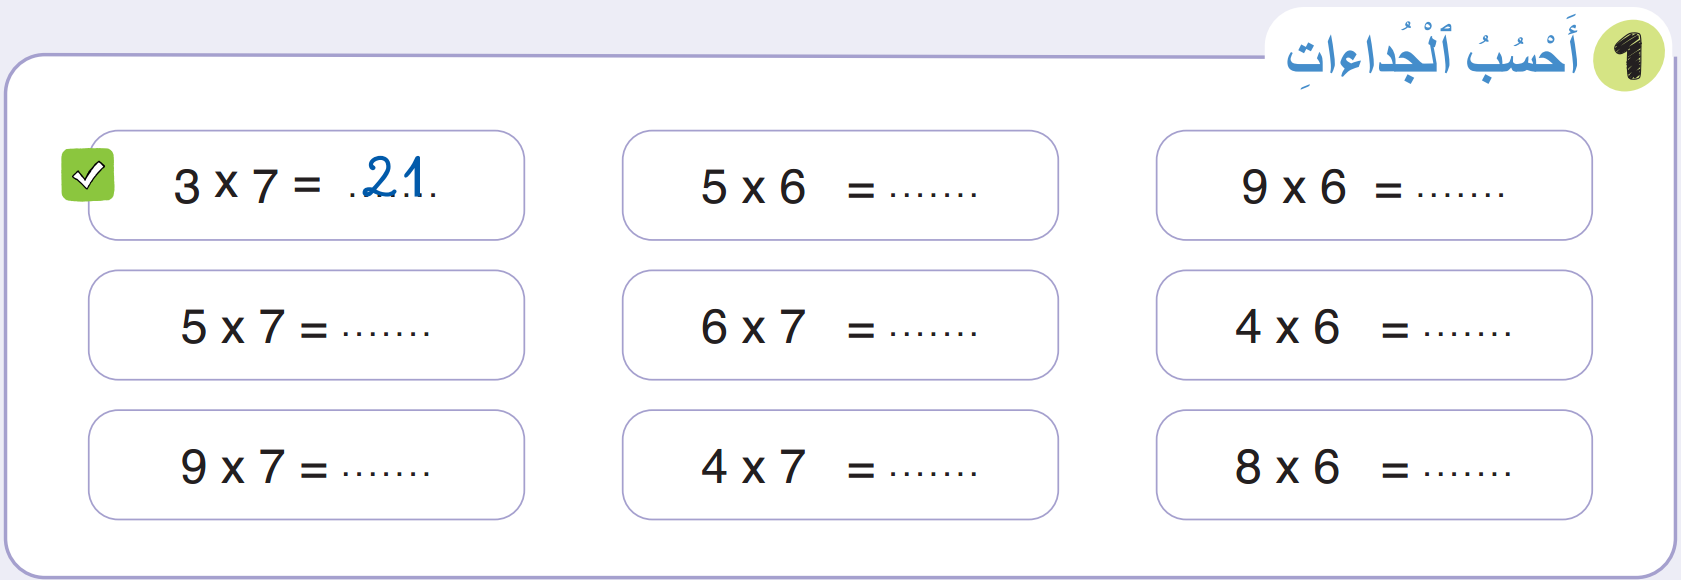 1 أَحْسُبُ ٱلْجُداءاتِ
3 x 7 = 21 5 x 6 = ....... 9 x 6 = .......
5 x 7 = ....... 6 x 7 = ....... 4 x 6 = .......
9 x 7 = ....... 4 x 7 = ....... 8 x 6 = .......